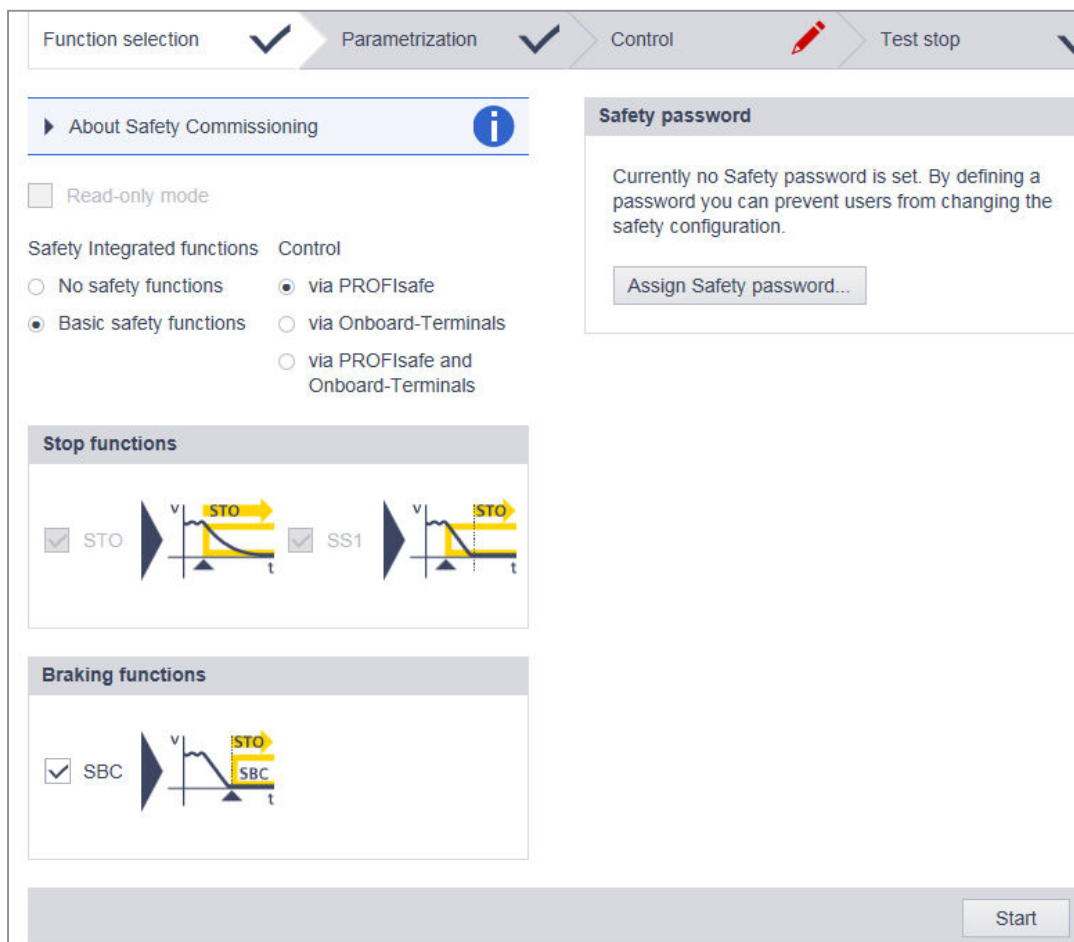 Function selection
Parametrization
Control
Test stop
About Safety Commissioning
i
Read-only mode
Safety Integrated functions
Control
No safety functions
via PROFIsafe
Basic safety functions
via Onboard-Terminals
via PROFIsafe and
Onboard-Terminals
Safety password
Currently no Safety password is set. By defining a
password you can prevent users from changing the
safety configuration.
Assign Safety password...
Stop functions
STO
V
STO
t
SS1
V
STO
t
Braking functions
SBC
V
STO
SBC
t
Start